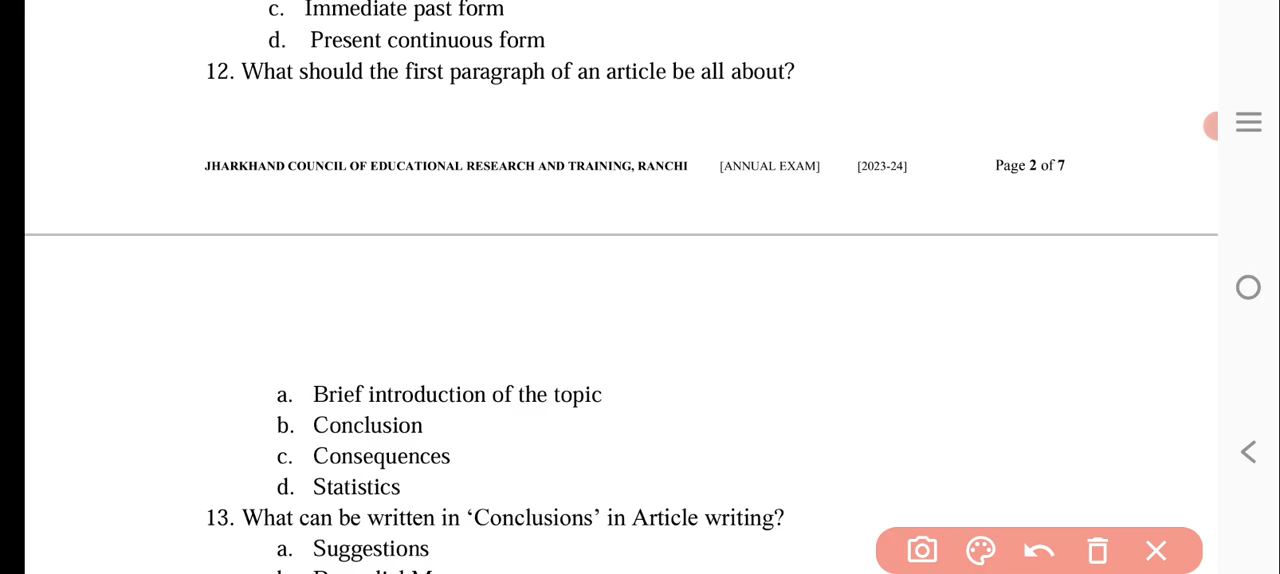 c. Immediate past form
d. Present continuous form
12. What should the first paragraph of an article be all about?
JHARKHAND COUNCIL OF EDUCATIONAL RESEARCH AND TRAINING, RANCHI [ANNUAL EXAM] [2023-24] Page 2 of 7
a. Brief introduction of the topic
b. Conclusion
c. Consequences
d. Statistics
13. What can be written in ‘Conclusions’ in Article writing?
a. Suggestions